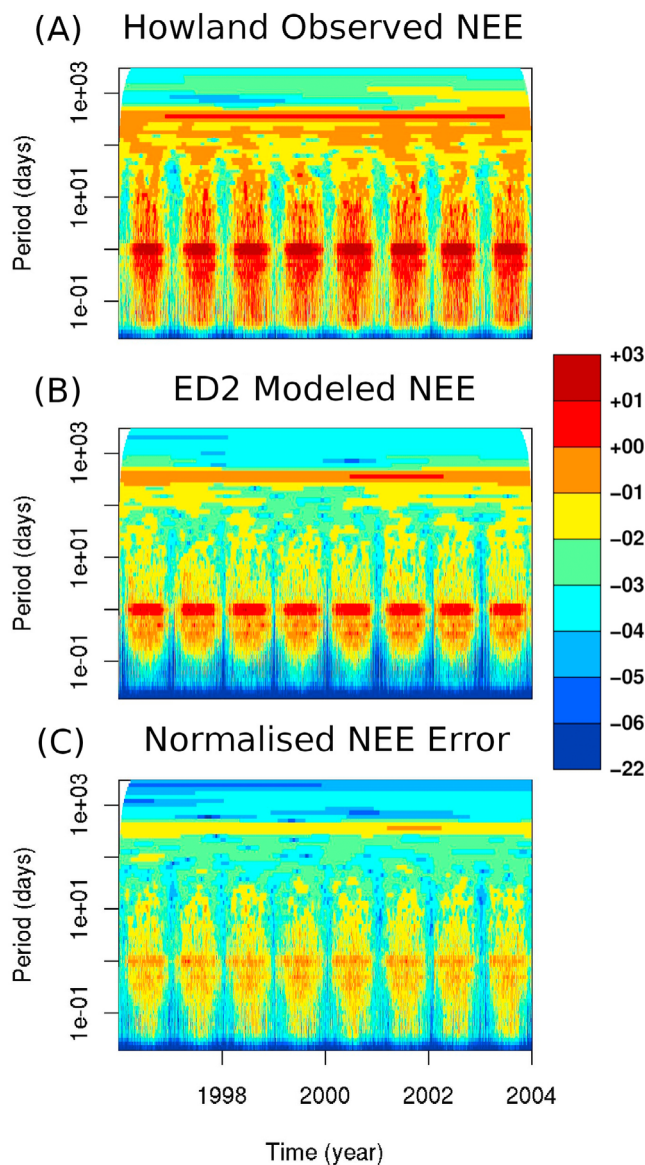 (A) Howland Observed NEE
Period (days)
1e+03
1e+01
1e-01
(B) ED2 Modeled NEE
Period (days)
1e+03
1e+01
1e-01
+03
+01
+00
−01
−02
−03
−04
−05
−06
−22
(C) Normalised NEE Error
Period (days)
1e+03
1e+01
1e-01
1998 2000 2002 2004
Time (year)